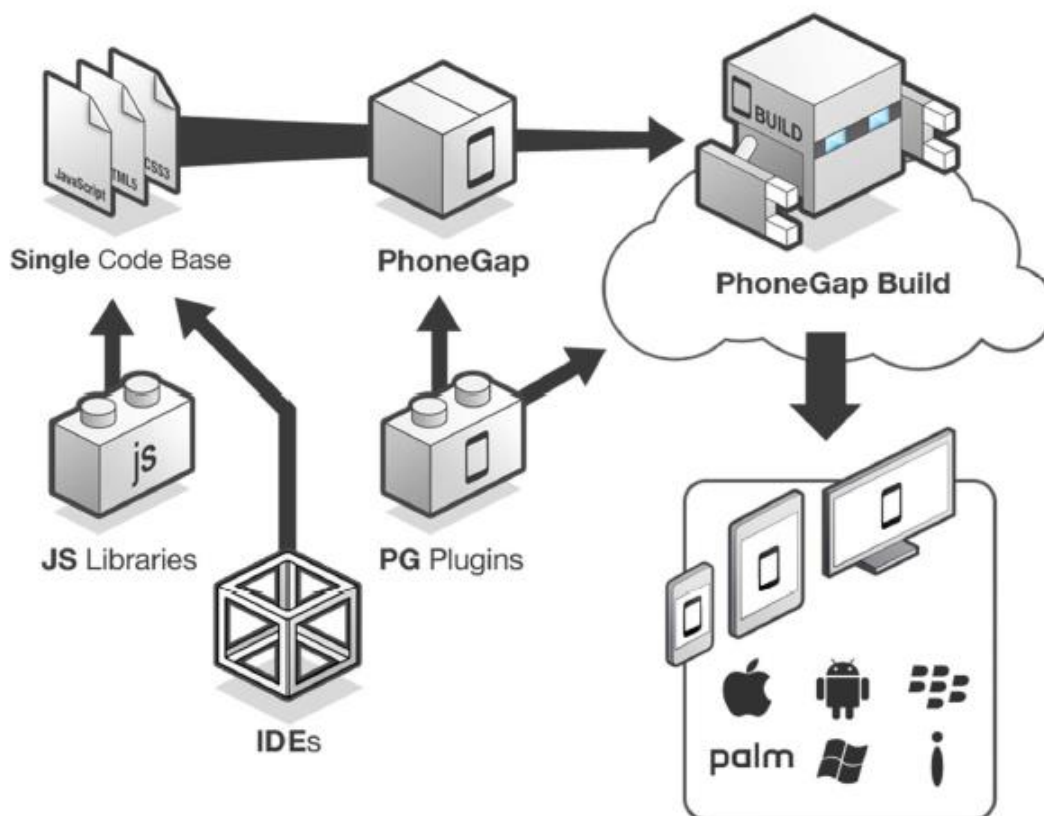 JavaScript
HTML5
CSS3
BUILD
Single Code Base
PhoneGap
PhoneGap Build
js
JS Libraries
PG Plugins
IDEs
palm
i